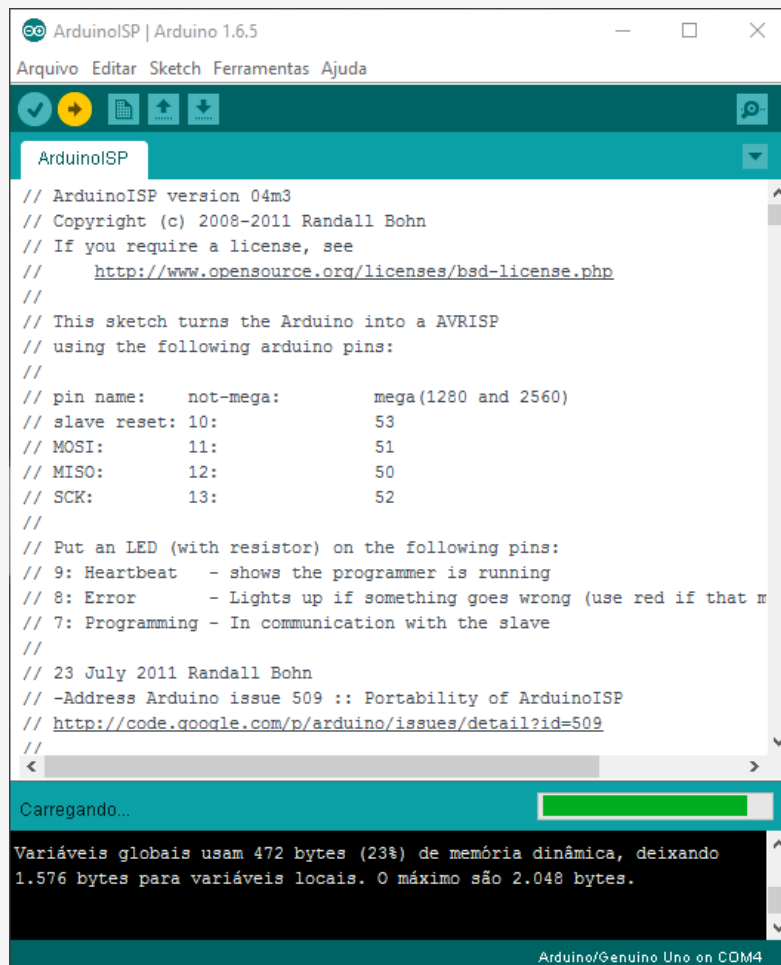 ArduinoISP | Arduino 1.6.5
Arquivo Editar Sketch Ferramentas Ajuda
ArduinoISP
// ArduinoISP version 04m3
// Copyright (c) 2008-2011 Randall Bohn
// If you require a license, see
//     http://www.opensource.org/licenses/bsd-license.php
//
// This sketch turns the Arduino into a AVRISP
// using the following arduino pins:
//
// pin name:    not-mega:         mega(1280 and 2560)
// slave reset: 10:               53
// MOSI:        11:               51
// MISO:        12:               50
// SCK:         13:               52
//
// Put an LED (with resistor) on the following pins:
// 9: Heartbeat   - shows the programmer is running
// 8: Error       - Lights up if something goes wrong (use red if that
// 7: Programming - In communication with the slave
//
// 23 July 2011 Randall Bohn
// -Address Arduino issue 509 :: Portability of ArduinoISP
// http://code.google.com/p/arduino/issues/detail?id=509
//
Carregando...
Variáveis globais usam 472 bytes (23%) de memória dinâmica, deixando
1.576 bytes para variáveis locais. O máximo são 2.048 bytes.
Arduino/Genuino Uno on COM4